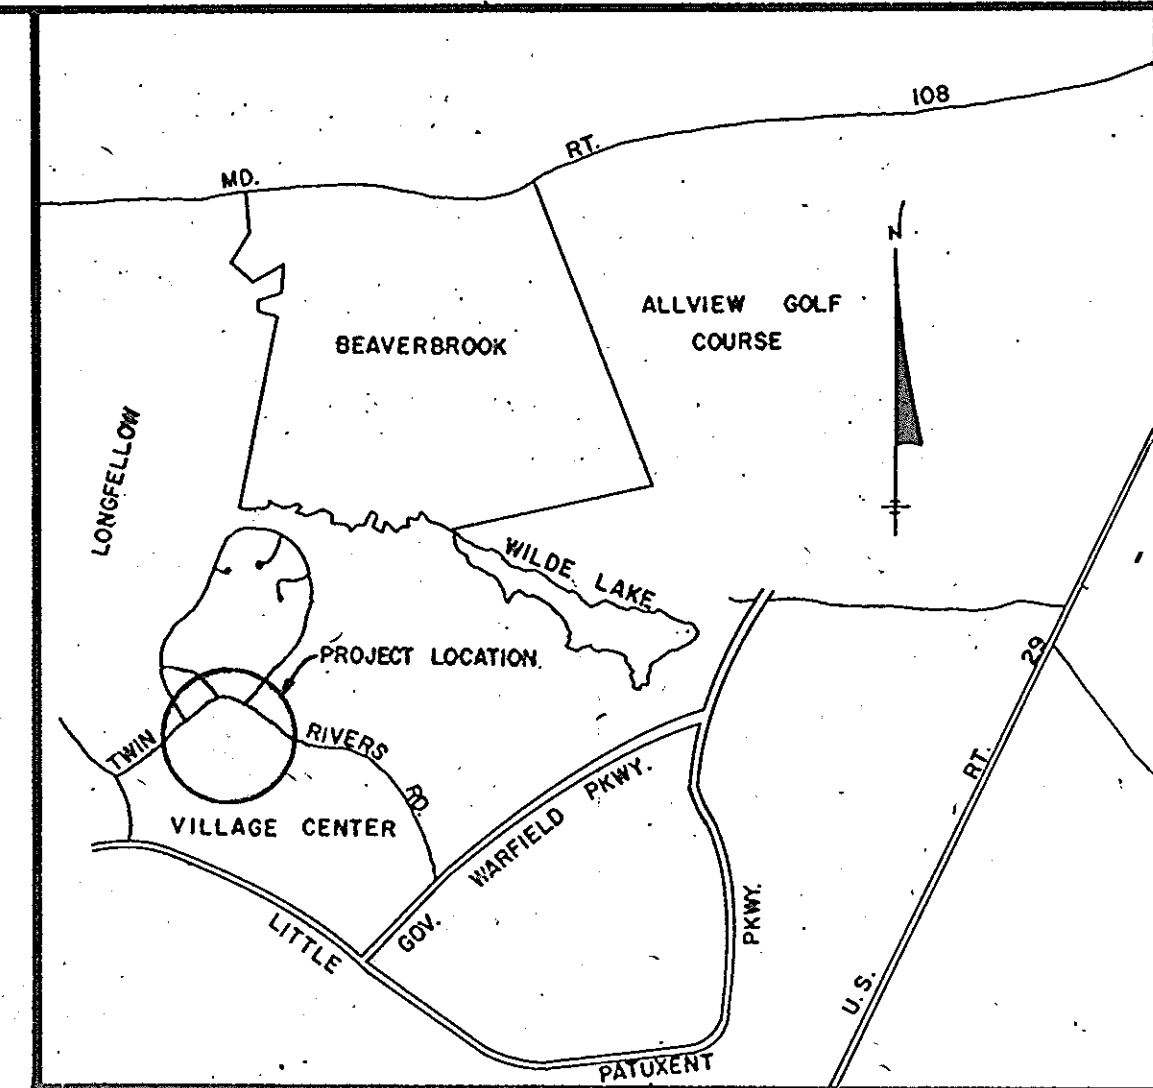 108
MD. RT.
N
ALLVIEW GOLF
COURSE
BEAVERBROOK
LONGFELLOW
WILDE LAKE
PROJECT LOCATION.
TWIN RIVERS RD.
VILLAGE CENTER
GOV. WARFIELD PKWY.
LITTLE PATUXENT PKWY.
U.S. RT. 29